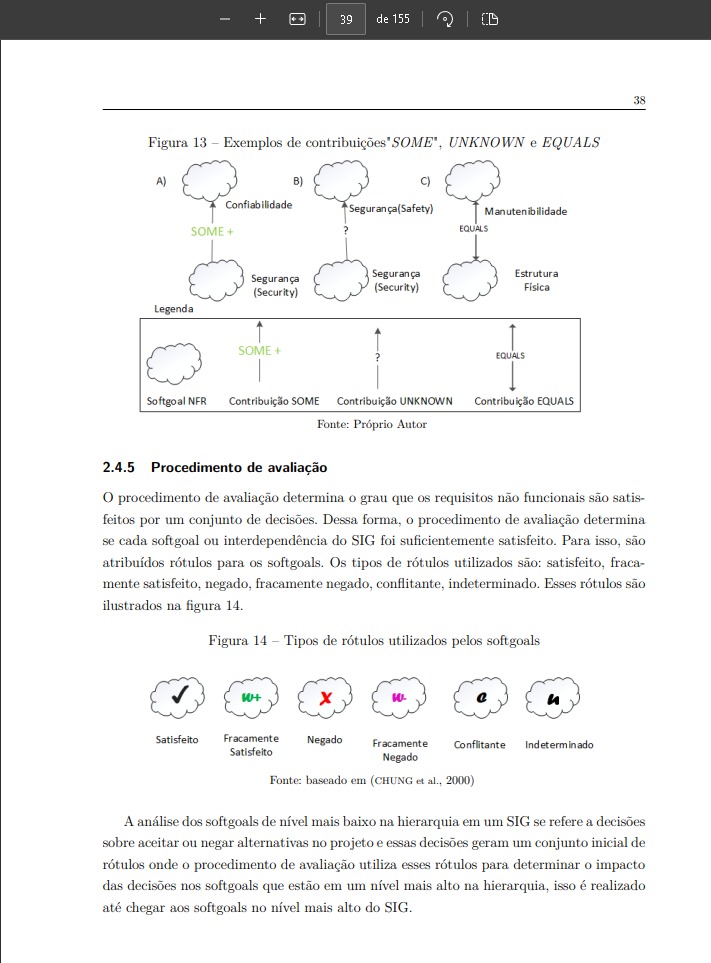 39 de 155
38
Figura 13 – Exemplos de contribuições"SOME", UNKNOWN e EQUALS
A) B) C)
Confiabilidade Segurança(Safety) Manutenibilidade
SOME + ? EQUALS
Segurança (Security) Segurança (Security) Estrutura Física
Legenda
SOME + ? EQUALS
Softgoal NFR Contribuição SOME Contribuição UNKNOWN Contribuição EQUALS
Fonte: Próprio Autor
2.4.5 Procedimento de avaliação
O procedimento de avaliação determina o grau que os requisitos não funcionais são satis-
feitos por um conjunto de decisões. Dessa forma, o procedimento de avaliação determina
se cada softgoal ou interdependência do SIG foi suficientemente satisfeito. Para isso, são
atribuídos rótulos para os softgoals. Os tipos de rótulos utilizados são: satisfeito, fraca-
mente satisfeito, negado, fracamente negado, conflitante, indeterminado. Esses rótulos são
ilustrados na figura 14.
Figura 14 – Tipos de rótulos utilizados pelos softgoals
✓ w+ x w- c u
Satisfeito Fracamente Satisfeito Negado Fracamente Negado Conflitante Indeterminado
Fonte: baseado em (CHUNG et al., 2000)
A análise dos softgoals de nível mais baixo na hierarquia em um SIG se refere a decisões
sobre aceitar ou negar alternativas no projeto e essas decisões geram um conjunto inicial de
rótulos onde o procedimento de avaliação utiliza esses rótulos para determinar o impacto
das decisões nos softgoals que estão em um nível mais alto na hierarquia, isso é realizado
até chegar aos softgoals no nível mais alto do SIG.